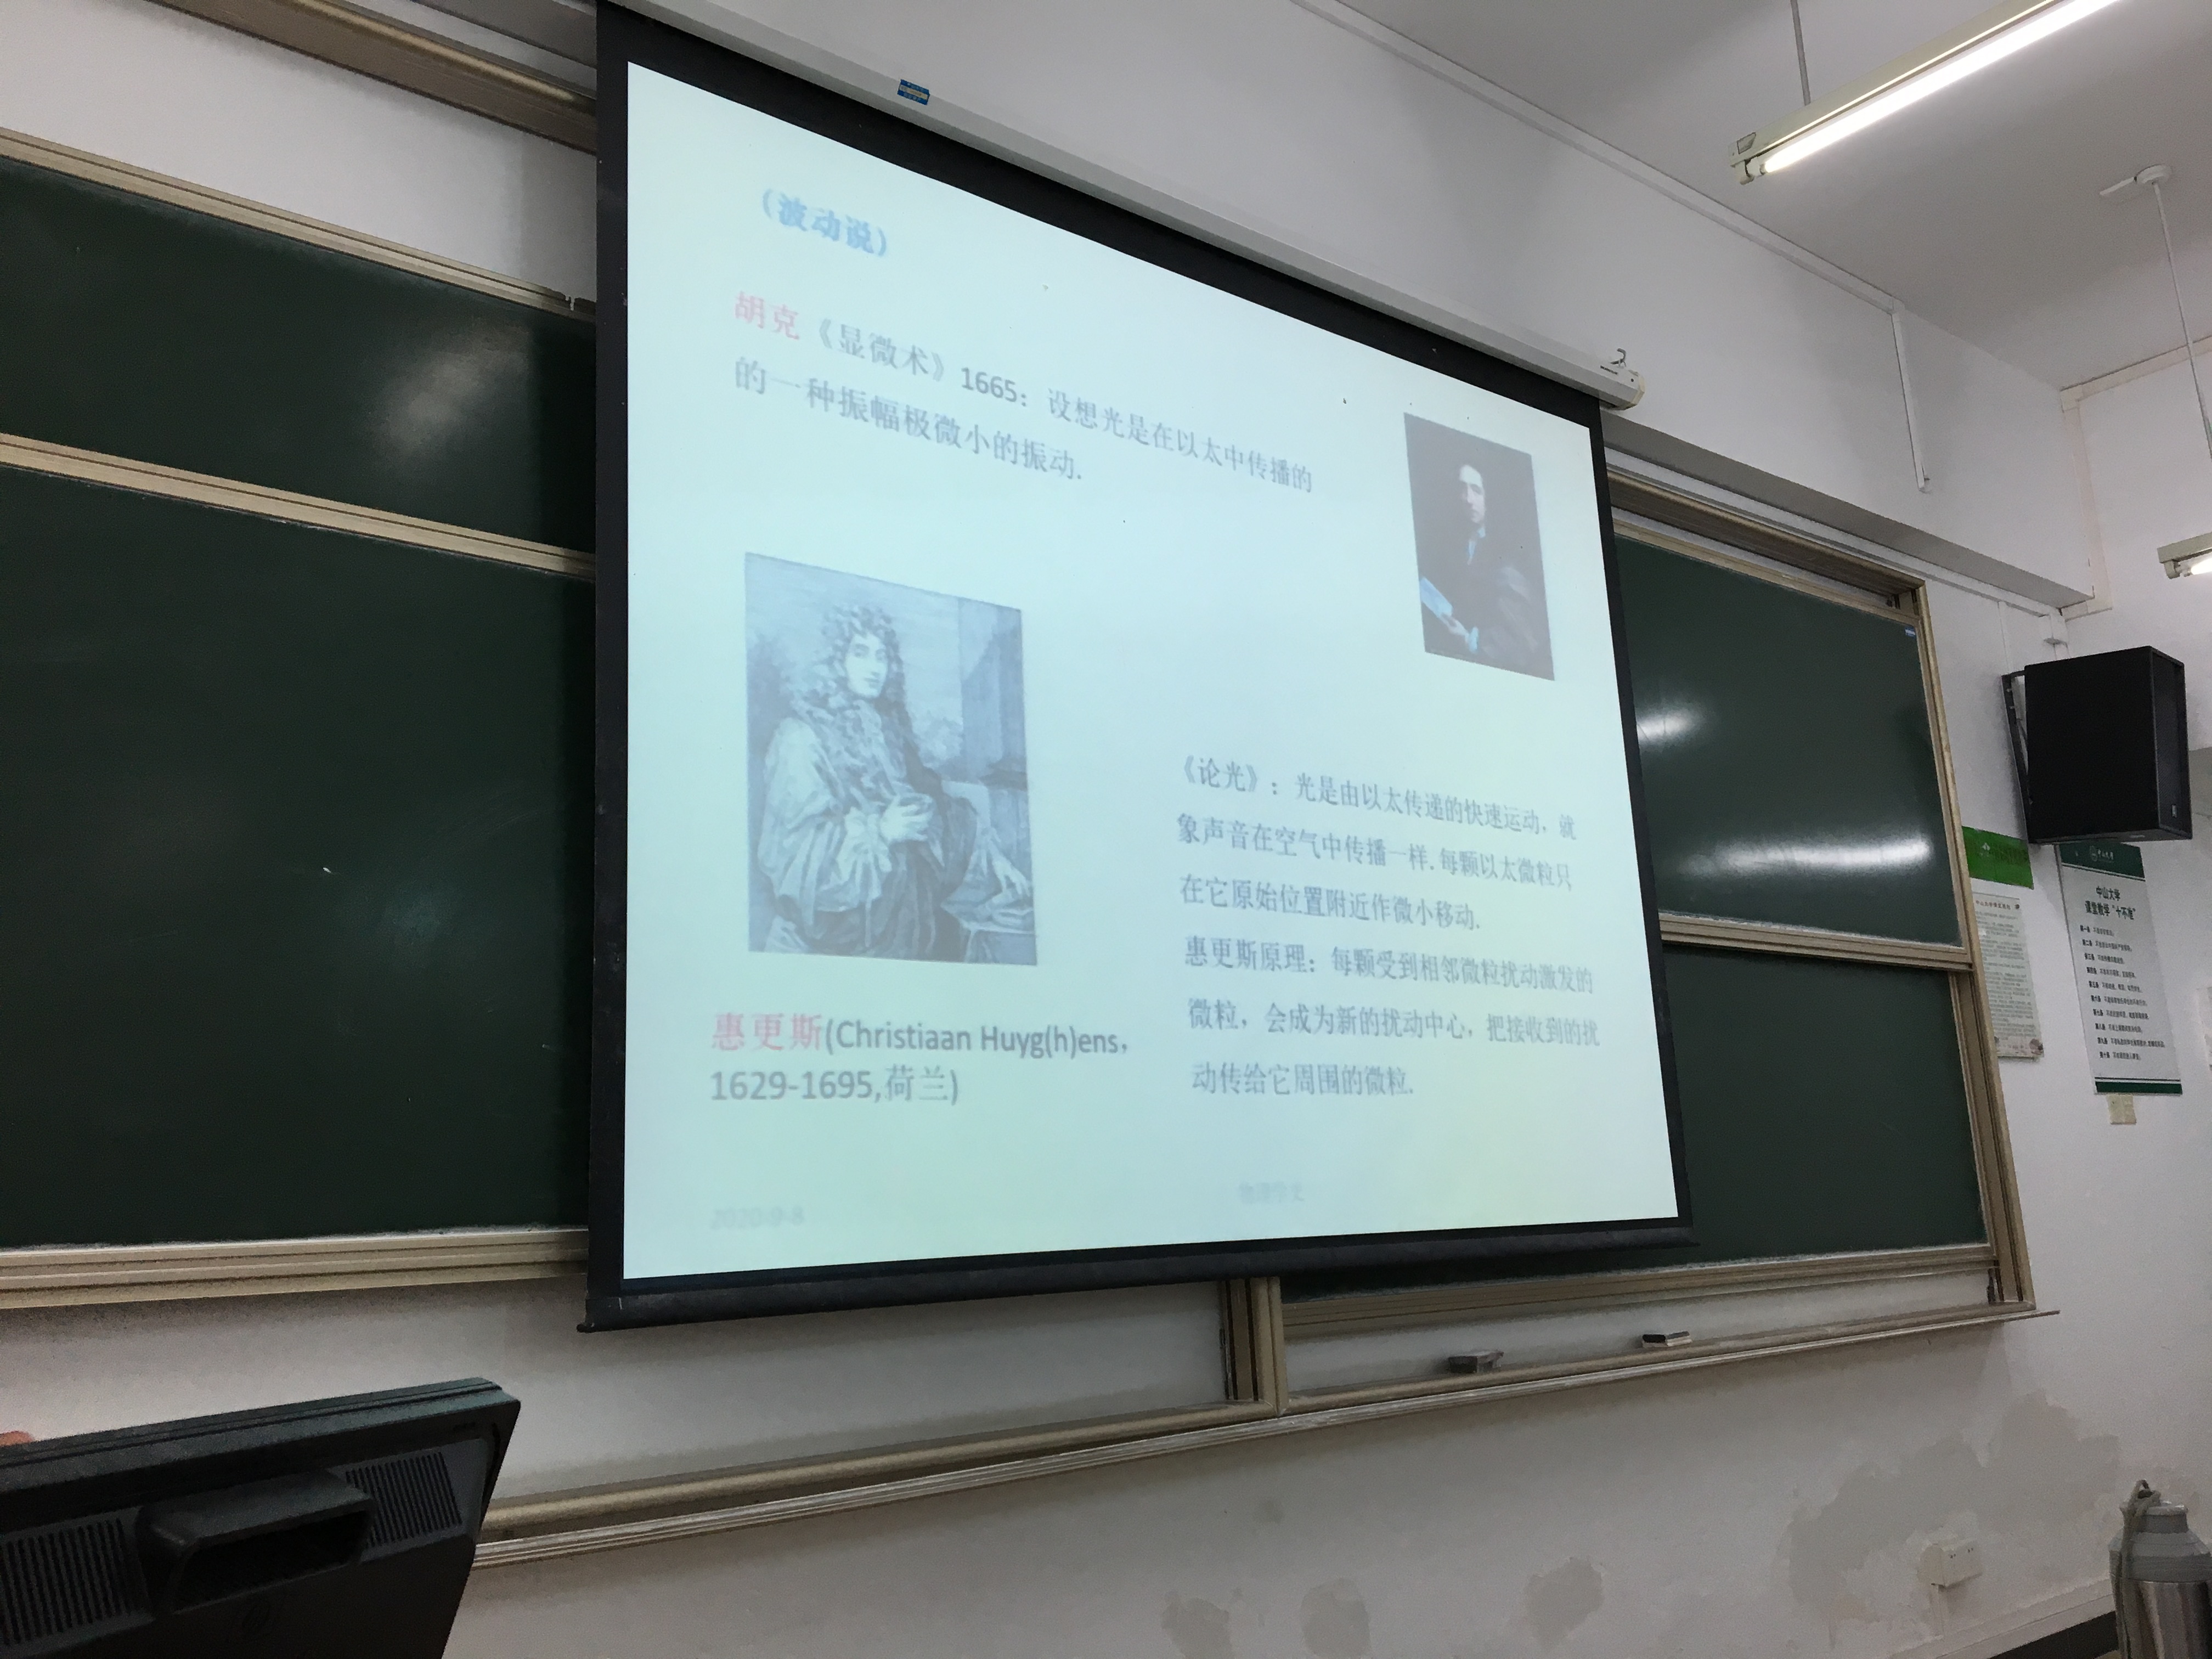 （波动说）
胡克《显微术》1665：设想光是在以太中传播的
的一种振幅极微小的振动.
《论光》：光是由以太传递的快速运动，就
象声音在空气中传播一样.每颗以太微粒只
在它原始位置附近作微小移动.
惠更斯原理：每颗受到相邻微粒扰动激发的
微粒，会成为新的扰动中心，把接收到的扰
动传给它周围的微粒.
惠更斯(Christiaan Huyg(h)ens，
1629-1695,荷兰)
2020-9-8
物理学史
中山大学
课堂教学“十不准”